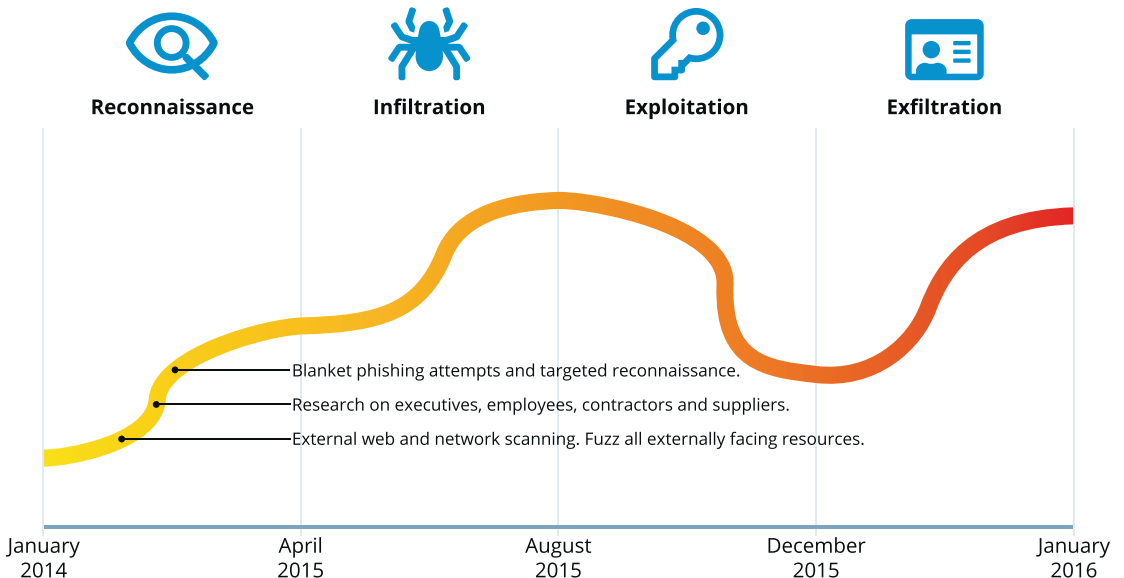 Reconnaissance
Infiltration
Exploitation
Exfiltration
Blanket phishing attempts and targeted reconnaissance.
Research on executives, employees, contractors and suppliers.
External web and network scanning. Fuzz all externally facing resources.
January
2014
April
2015
August
2015
December
2015
January
2016